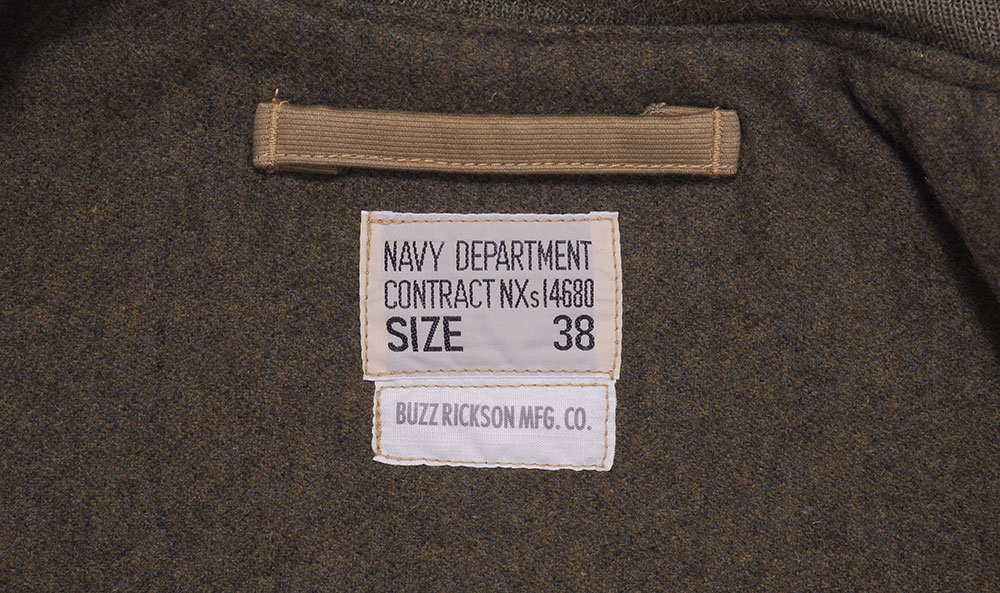 NAVY DEPARTMENT
CONTRACT NXs 14680
SIZE 38
BUZZ RICKSON MFG. CO.